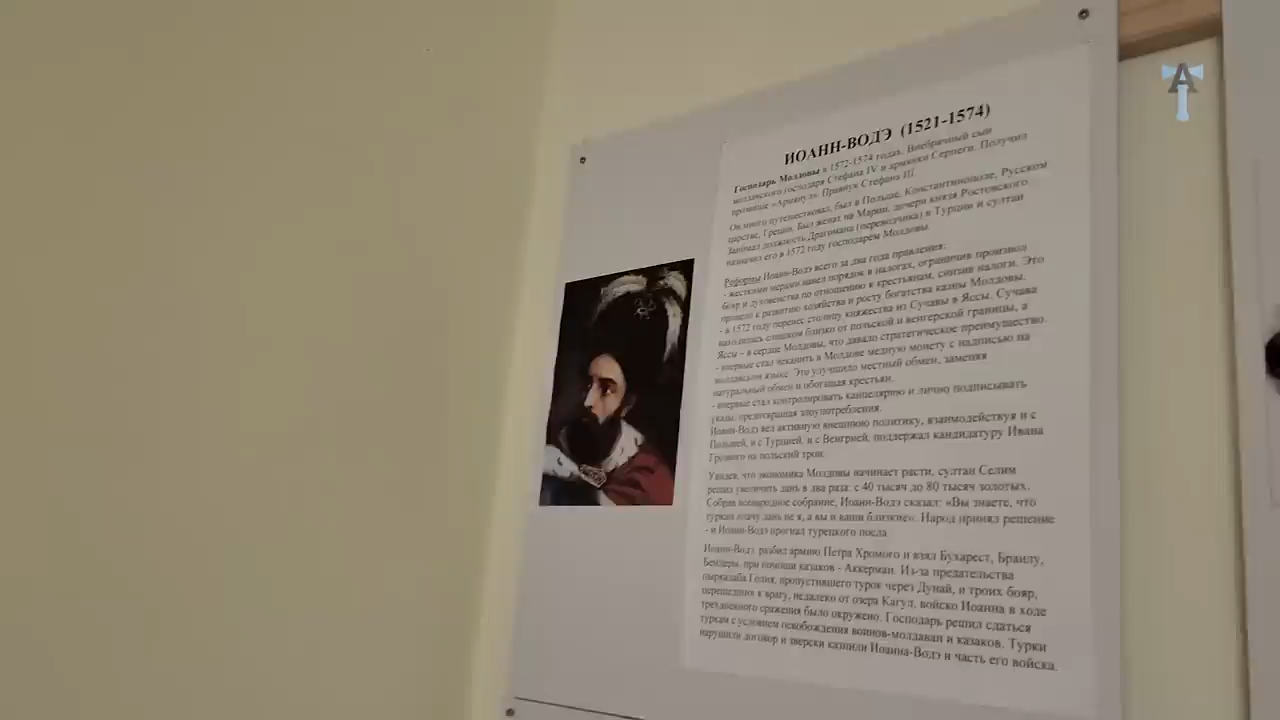 ИОАНН-ВОДЭ (1521-1574)
Господарь Молдовы в 1572-1574 годах. Внебрачный сын
молдавского господаря Стефана IV и армянки Серпеги. Получил
прозвище «Армянул». Правнук Стефана III.
Он много путешествовал, был в Польше, Константинополе, Русском
царстве, Греции. Был женат на Марии, дочери князя Ростовского
Занимал должность Драгомана (переводчика) в Турции и султан
назначил его в 1572 году господарем Молдовы.
Реформы Иоанн-Водэ всего за два года правления:
- жесткими мерами навел порядок в налогах, ограничив произвол
бояр и духовенства по отношению к крестьянам, снизив налоги. Это
привело к развитию хозяйства и росту богатства казны Молдовы.
- в 1572 году перенес столицу княжества из Сучавы в Яссы. Сучава
находилась слишком близко от польской и венгерской границы, а
Яссы – в сердце Молдовы, что давало стратегическое преимущество.
- впервые стал чеканить в Молдове медную монету с надписью на
молдавском языке. Это улучшило местный обмен, заменяя
натуральный обмен и обогащая крестьян.
- впервые стал контролировать канцелярию и лично подписывать
указы, предотвращая злоупотребления.
Иоанн-Водэ вел активную внешнюю политику, взаимодействуя и с
Польшей, и с Турцией, и с Венгрией, поддержал кандидатуру Ивана
Грозного на польский трон.
Увидев, что экономика Молдовы начинает расти, султан Селим
решил увеличить дань в два раза: с 40 тысяч до 80 тысяч золотых.
Собрав всенародное собрание, Иоанн-Водэ сказал: «Вы знаете, что
туркам плачу дань не я, а вы и ваши близкие». Народ принял решение
- и Иоанн-Водэ прогнал турецкого посла.
Иоанн-Водэ разбил армию Петра Хромого и взял Бухарест, Браилу,
Бендеры, при помощи казаков - Аккерман. Из-за предательства
пыркалаба Голия, пропустившего турок через Дунай, и троих бояр,
перешедших к врагу, недалеко от озера Кагул, войско Иоанна в ходе
трехдневного сражения было окружено. Господарь решил сдаться
туркам с условием освобождения воинов-молдаван и казаков. Турки
нарушили договор и зверски казнили Иоанна-Водэ и часть его войска.